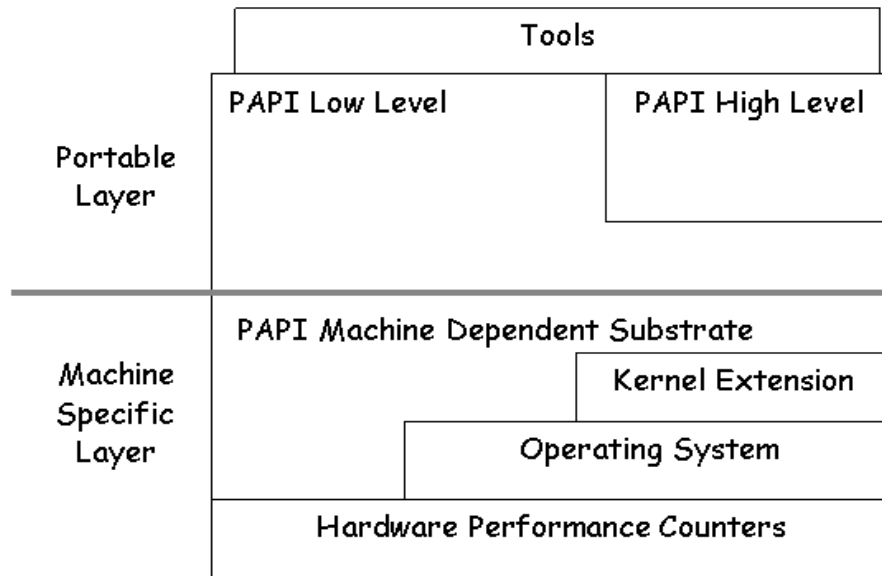 Tools
PAPI Low Level
PAPI High Level
Portable
Layer
PAPI Machine Dependent Substrate
Machine
Specific
Layer
Kernel Extension
Operating System
Hardware Performance Counters